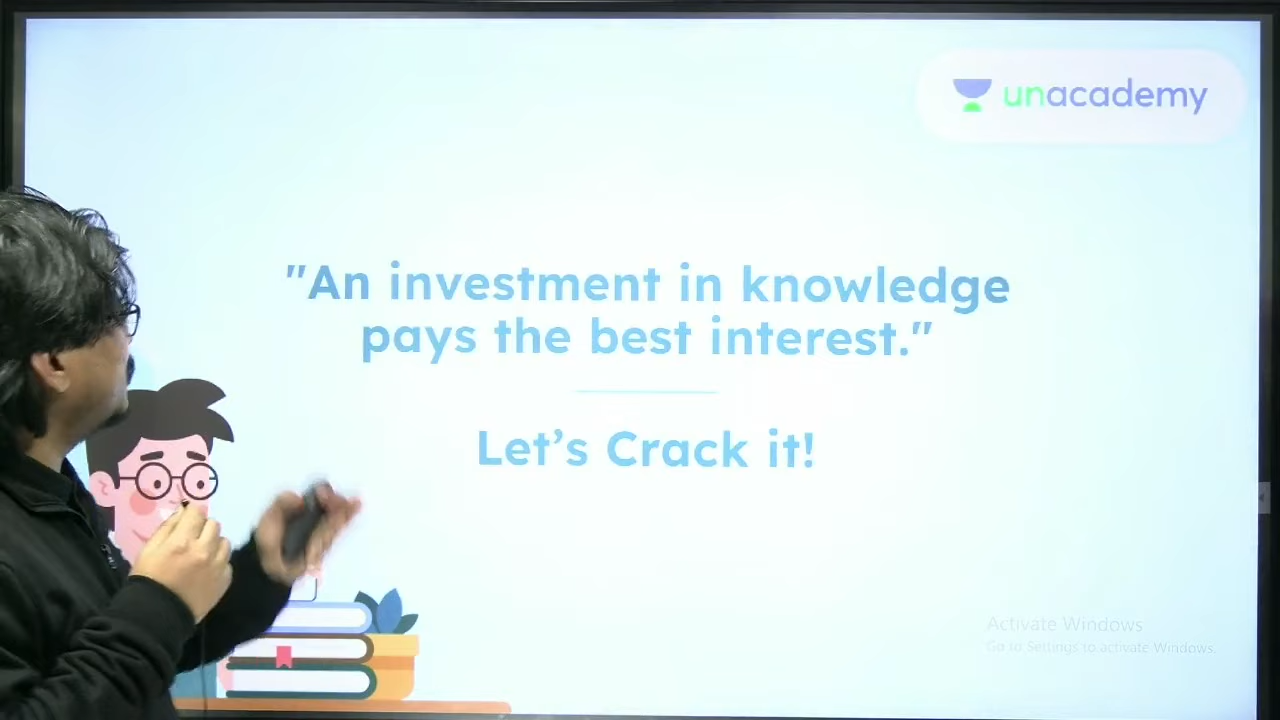 unacademy
"An investment in knowledge
pays the best interest."
Let's Crack it!
Activate Windows
Go to Settings to activate Windows.